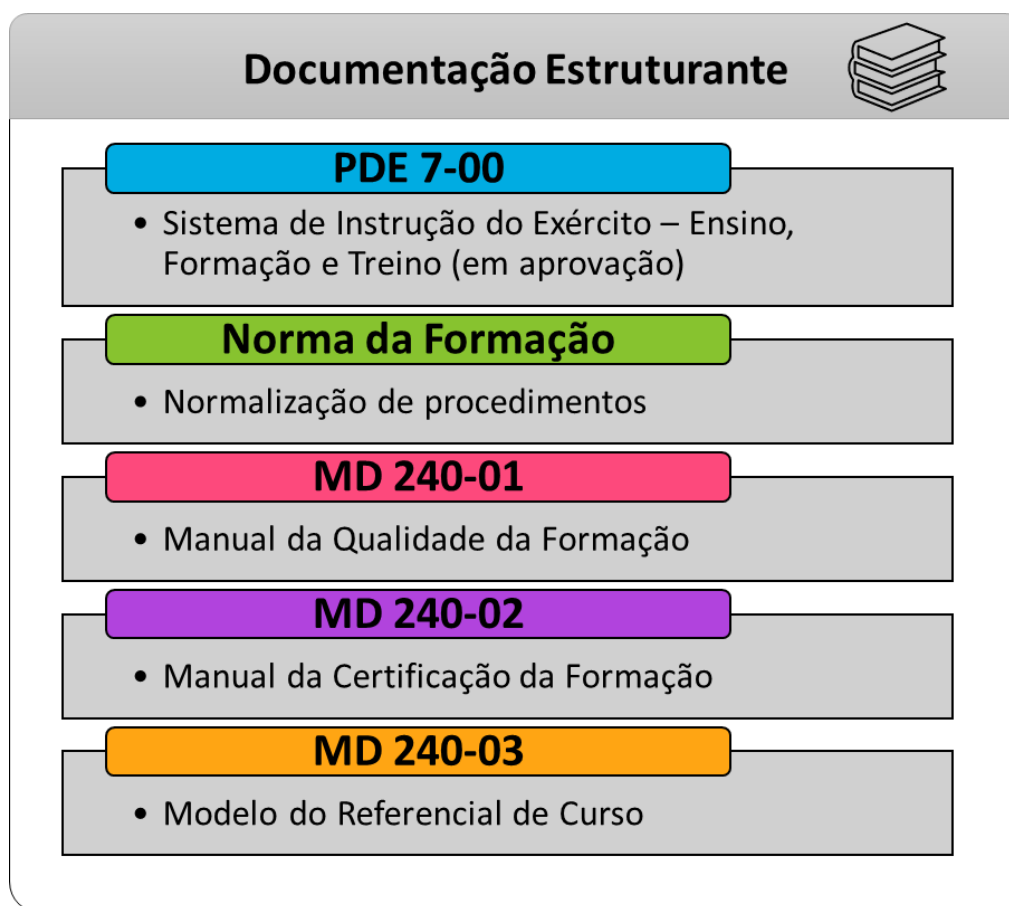 Documentação Estruturante
PDE 7-00
• Sistema de Instrução do Exército – Ensino,
Formação e Treino (em aprovação)
Norma da Formação
• Normalização de procedimentos
MD 240-01
• Manual da Qualidade da Formação
MD 240-02
• Manual da Certificação da Formação
MD 240-03
• Modelo do Referencial de Curso